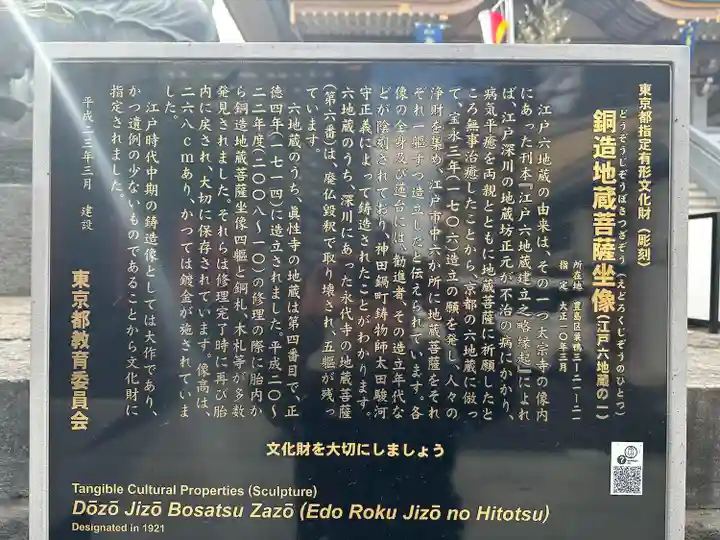 東京都指定有形文化財（彫刻）
どうぞうじぞうぼさつざぞう（えどろくじぞうのひとつ）
銅造地蔵菩薩坐像（江戸六地蔵の一）
所在地 豊島区巣鴨三－二一－二一
指　定 大正一〇年三月
江戸六地蔵の由来は、その一つ太宗寺の像内
にあった刊本『江戸六地蔵建立之略縁起』によれ
ば、江戸深川の地蔵坊正元が不治の病にかかり、
病気平癒を両親とともに地蔵菩薩に祈願したと
ころ無事治癒したことから、京都の六地蔵に倣っ
て、宝永三年（一七〇六）造立の願を発し、人々の
浄財を集め、江戸市中六か所に地蔵菩薩をそれ
ぞれ一軀ずつ造立したと伝えられています。各
像の全身及び蓮台には、勧進者、その造立年代な
どが陰刻されており、神田鍋町鋳物師太田駿河
守正義によって鋳造されたことがわかります。
六地蔵のうち、深川にあった永代寺の地蔵菩薩
（第六番）は、廃仏毀釈で取り壊され、五軀が残っ
ています。
六地蔵のうち、眞性寺の地蔵は第四番目で、正
徳四年（一七一四）に造立されました。平成二〇～
二二年度（二〇〇八～一〇）の修理の際に胎内か
ら銅造地蔵菩薩坐像四軀と銅札、木札等が多数
発見されました。それらは修理完了時に再び胎
内に戻され、大切に保存されています。像高は、
二六八cmあり、かつては鍍金が施されていま
した。
江戸時代中期の鋳造像としては大作であり、
かつ遺例の少ないものであることから文化財に
指定されました。
平成二三年三月　建設
東京都教育委員会
文化財を大切にしましょう
Tangible Cultural Properties (Sculpture)
Dōzō Jizō Bosatsu Zazō (Edo Roku Jizō no Hitotsu)
Designated in 1921